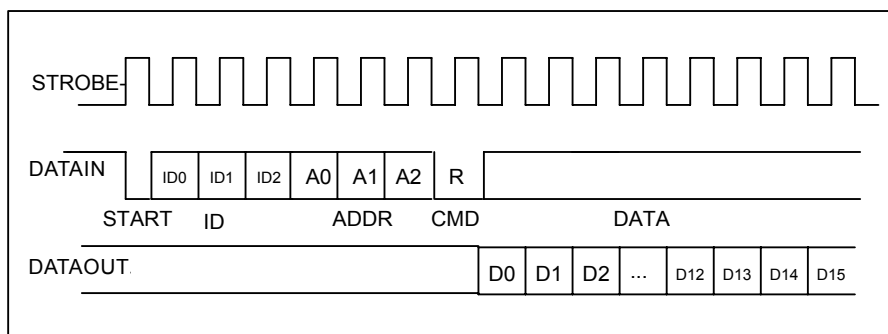 STROBE
DATAIN ID0 ID1 ID2 A0 A1 A2 R
START ID ADDR CMD DATA
DATAOUT D0 D1 D2 ... D12 D13 D14 D15